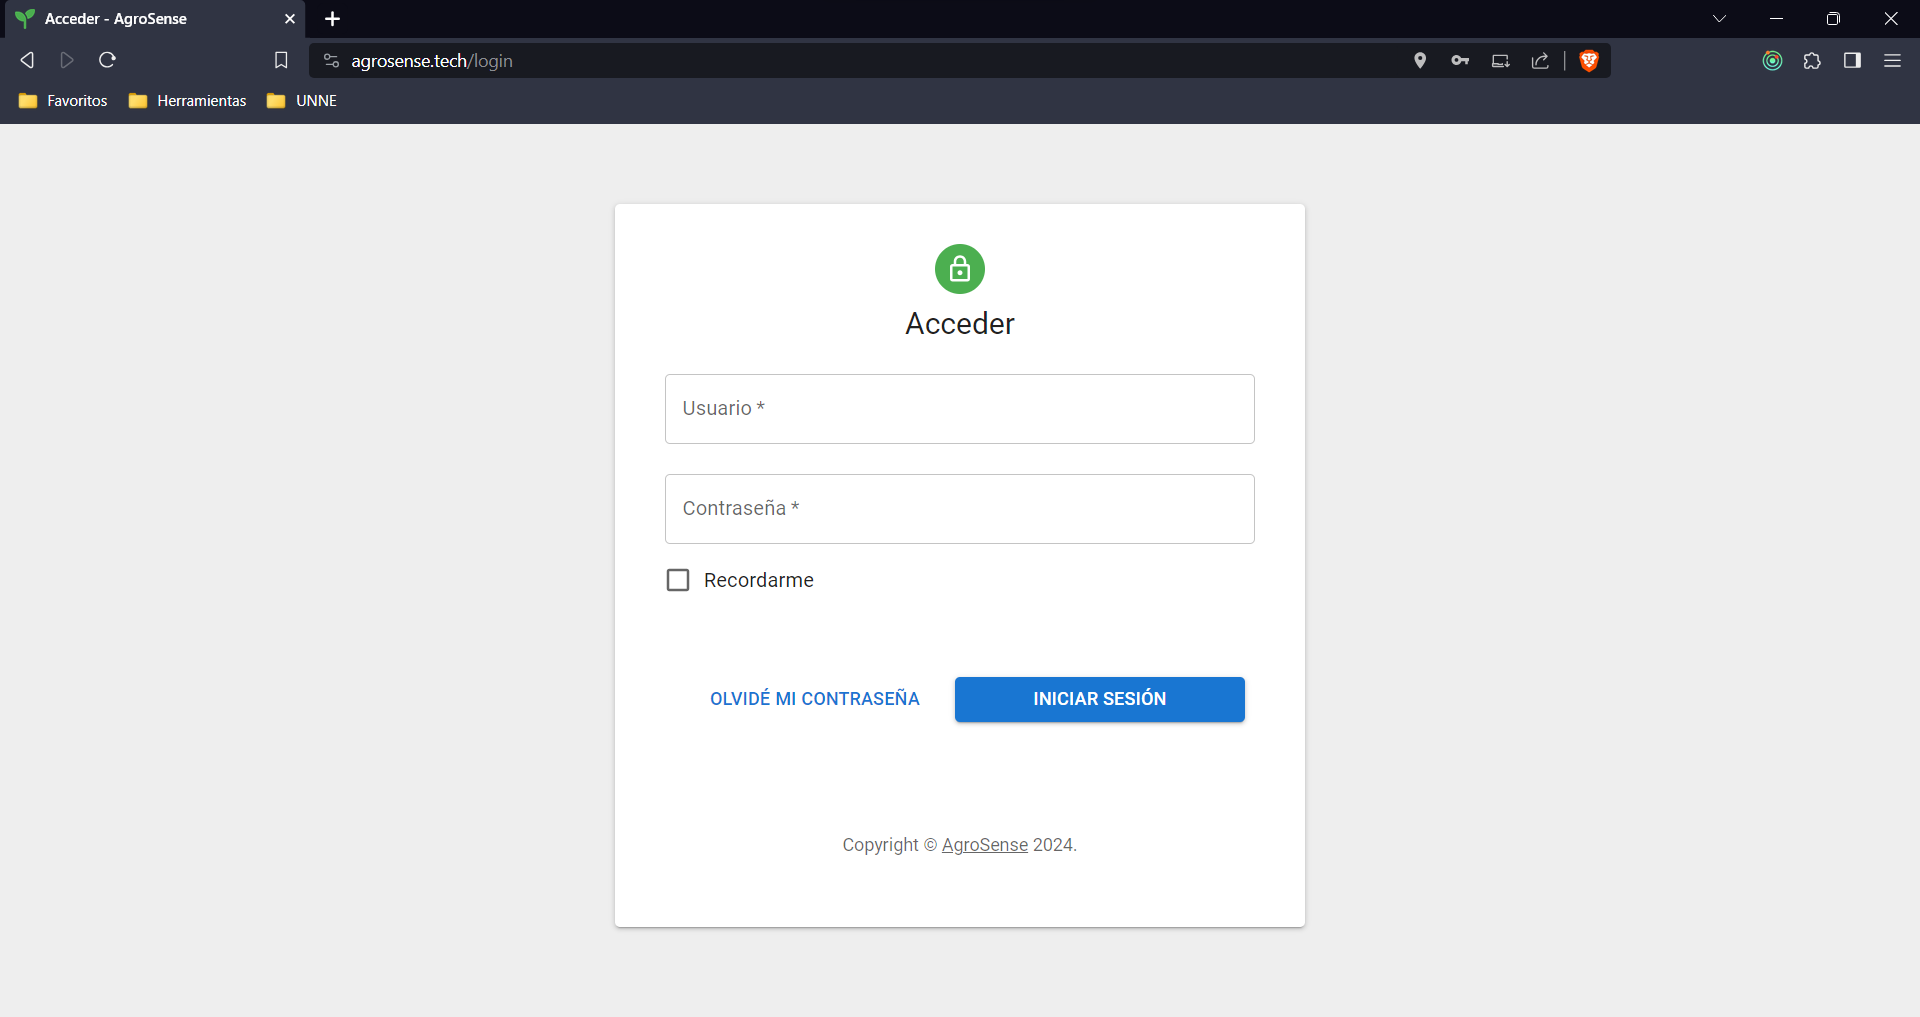 Acceder - AgroSense
agrosense.tech/login
Favoritos Herramientas UNNE
Acceder
Usuario *
Contraseña *
Recordarme
OLVIDÉ MI CONTRASEÑA INICIAR SESIÓN
Copyright © AgroSense 2024.